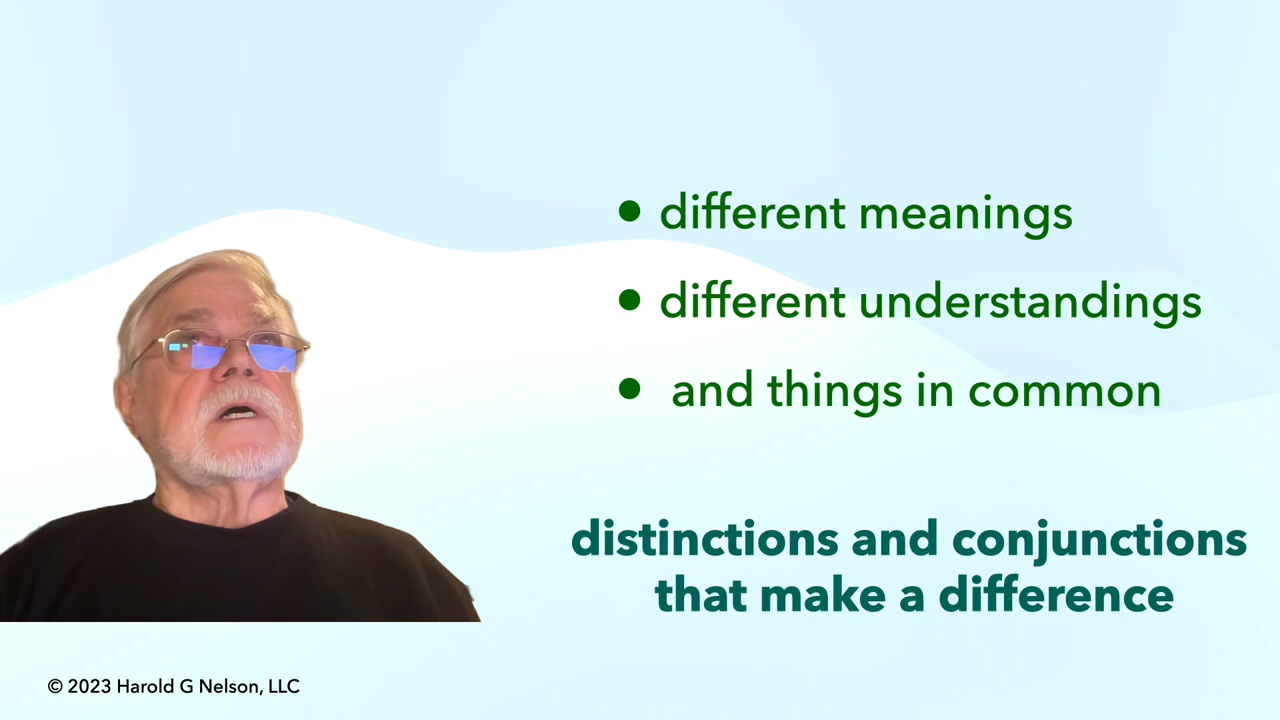 • different meanings
• different understandings
• and things in common
distinctions and conjunctions
that make a difference
© 2023 Harold G Nelson, LLC